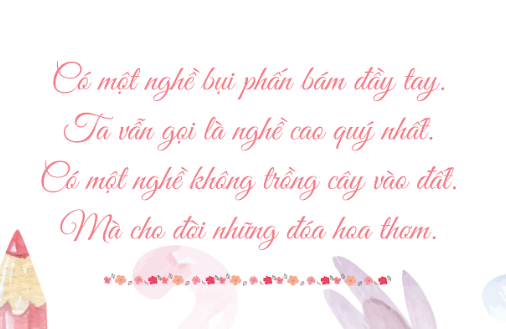 Có một nghề bụi phấn bám đầy tay.
Ta vẫn gọi là nghề cao quý nhất.
Có một nghề không trồng cây vào đất.
Mà cho đời những đóa hoa thơm.